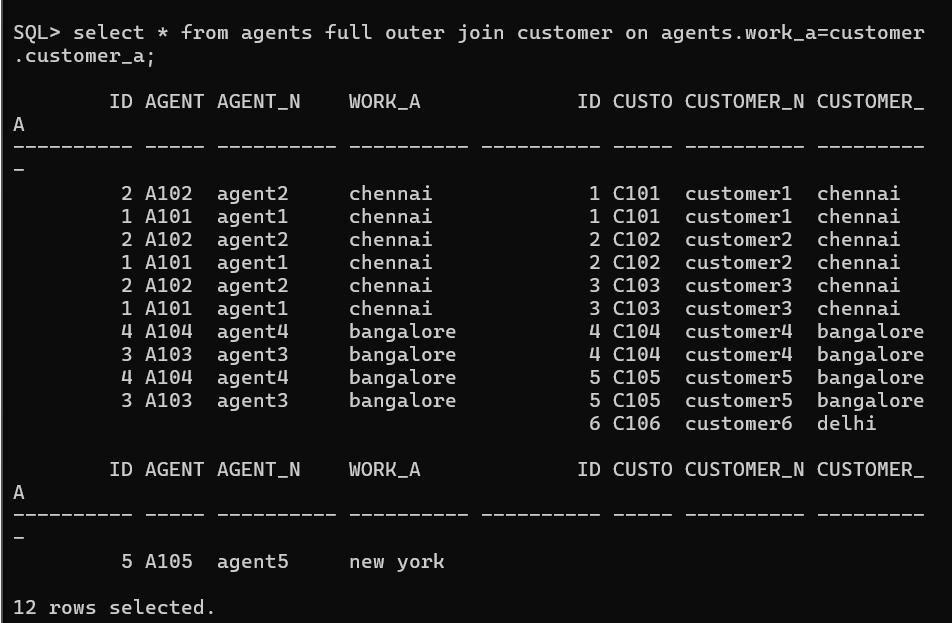 SQL> select * from agents full outer join customer on agents.work_a=customer
.customer_a;

        ID AGENT AGENT_N    WORK_A             ID CUSTO CUSTOMER_N CUSTOMER_
A
---------- ----- ---------- ---------- ---------- ----- ---------- ---------
-
         2 A102  agent2     chennai             1 C101  customer1  chennai
         1 A101  agent1     chennai             1 C101  customer1  chennai
         2 A102  agent2     chennai             2 C102  customer2  chennai
         1 A101  agent1     chennai             2 C102  customer2  chennai
         2 A102  agent2     chennai             3 C103  customer3  chennai
         1 A101  agent1     chennai             3 C103  customer3  chennai
         4 A104  agent4     bangalore           4 C104  customer4  bangalore
         3 A103  agent3     bangalore           4 C104  customer4  bangalore
         4 A104  agent4     bangalore           5 C105  customer5  bangalore
         3 A103  agent3     bangalore           5 C105  customer5  bangalore
                                                6 C106  customer6  delhi

        ID AGENT AGENT_N    WORK_A             ID CUSTO CUSTOMER_N CUSTOMER_
A
---------- ----- ---------- ---------- ---------- ----- ---------- ---------
-
         5 A105  agent5     new york

12 rows selected.